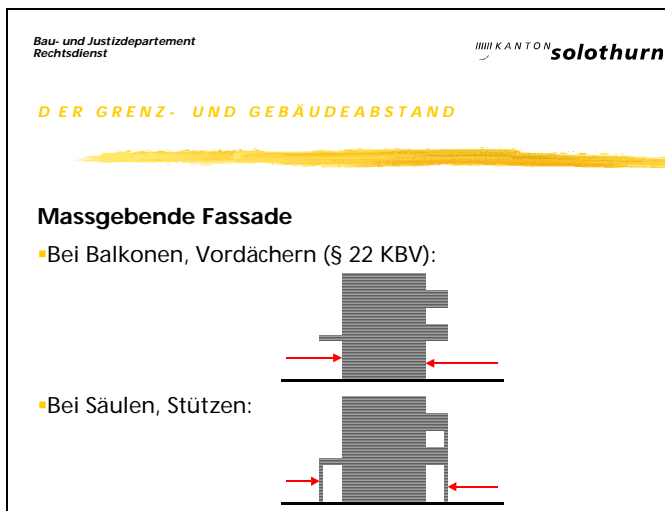 Bau- und Justizdepartement
Rechtsdienst
KANTON solothurn
DER GRENZ- UND GEBÄUDEABSTAND
Massgebende Fassade
▪Bei Balkonen, Vordächern (§ 22 KBV):
▪Bei Säulen, Stützen: